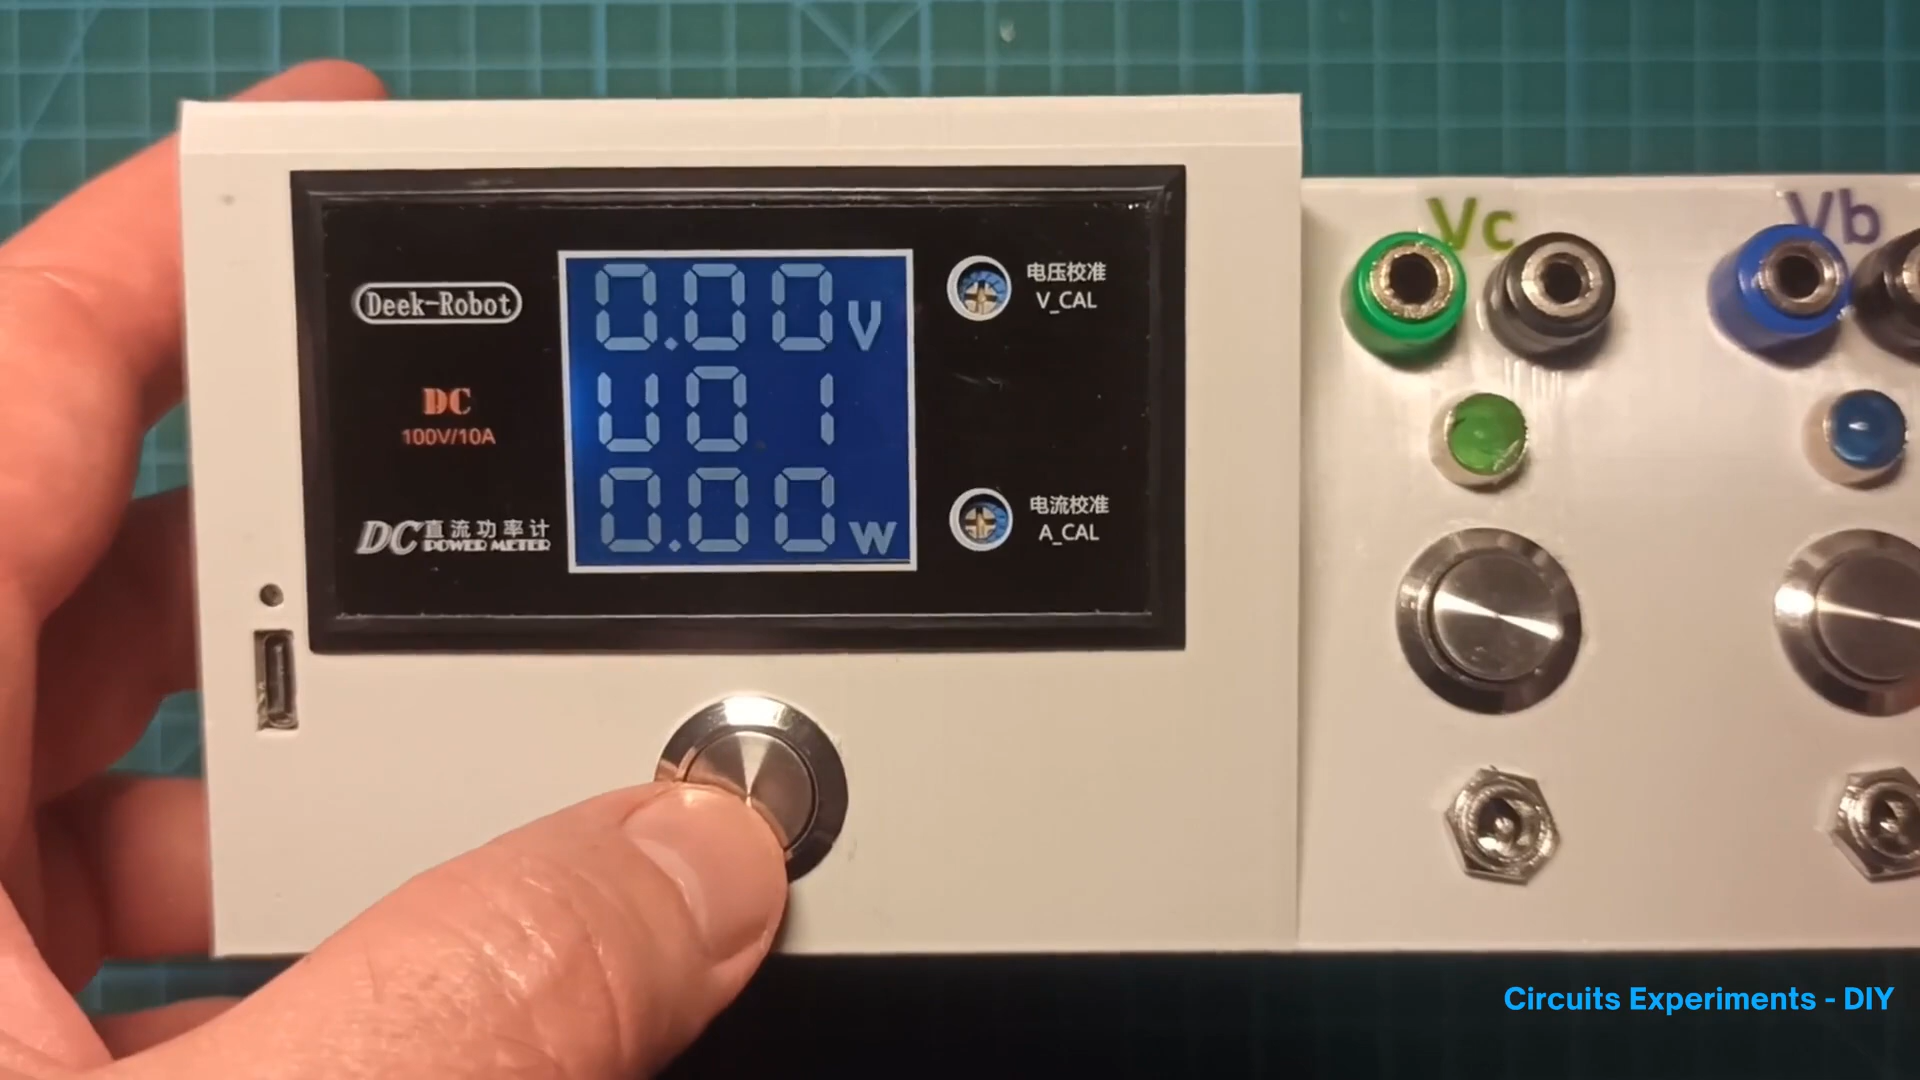 Deek-Robot
DC
100V/10A
DC 直流功率计
POWER METER
0.00V
U01
0.00W
电压校准
V_CAL
电流校准
A_CAL
Vc
Vb
Circuits Experiments - DIY